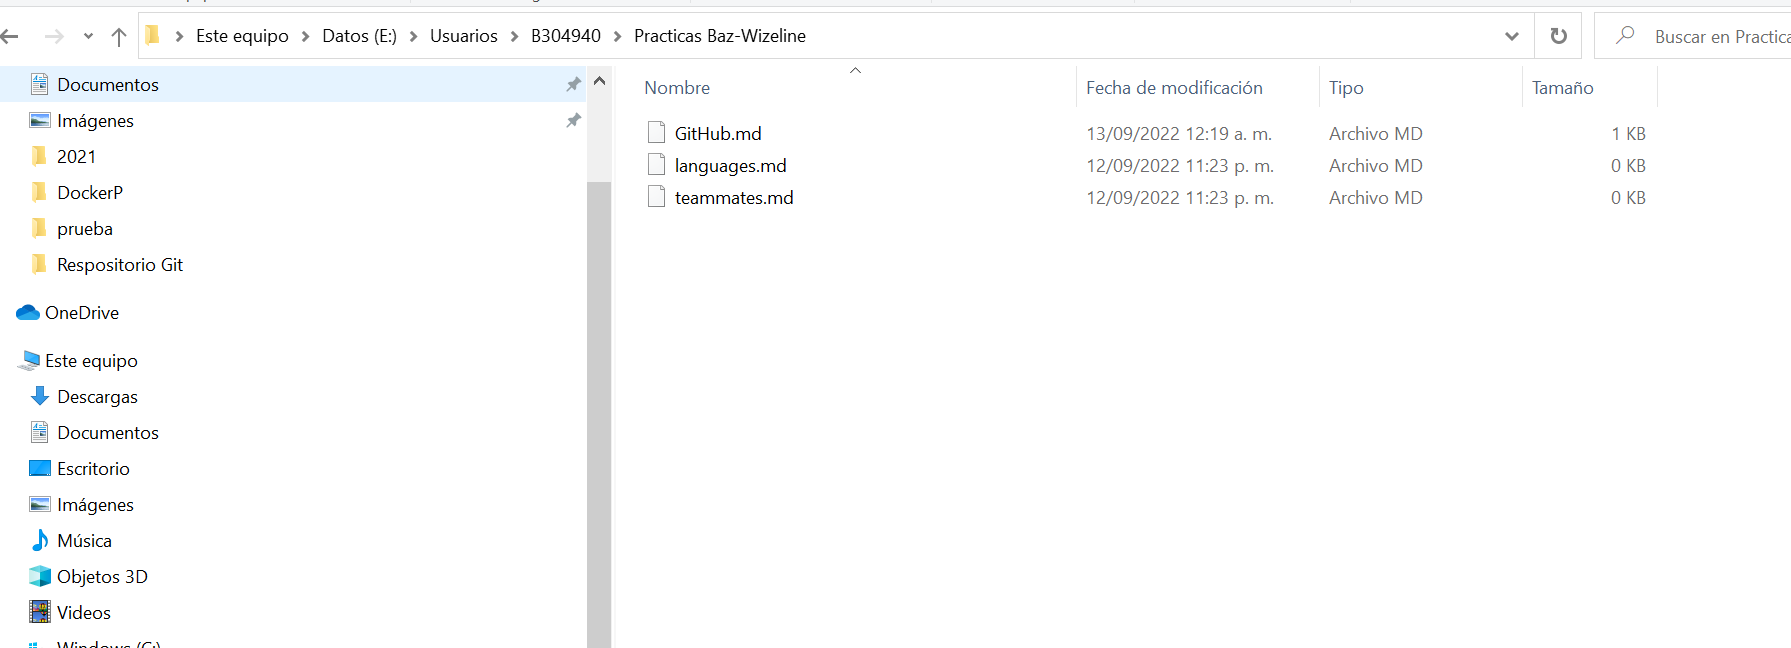 Este equipo > Datos (E:) > Usuarios > B304940 > Practicas Baz-Wizeline
Buscar en Practica
Documentos
Imágenes
2021
DockerP
prueba
Respositorio Git
OneDrive
Este equipo
Descargas
Documentos
Escritorio
Imágenes
Música
Objetos 3D
Videos
Windows (C:)
Nombre Fecha de modificación Tipo Tamaño
GitHub.md 13/09/2022 12:19 a. m. Archivo MD 1 KB
languages.md 12/09/2022 11:23 p. m. Archivo MD 0 KB
teammates.md 12/09/2022 11:23 p. m. Archivo MD 0 KB